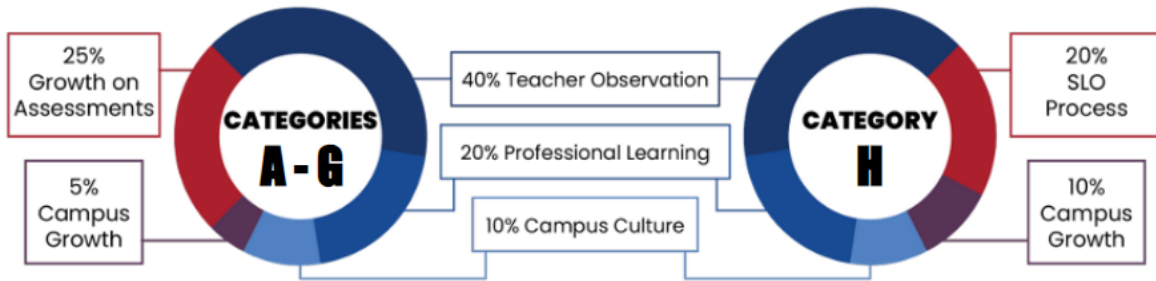 25%
Growth on
Assessments
5%
Campus
Growth
CATEGORIES
A - G
40% Teacher Observation
20% Professional Learning
10% Campus Culture
CATEGORY
H
20%
SLO
Process
10%
Campus
Growth